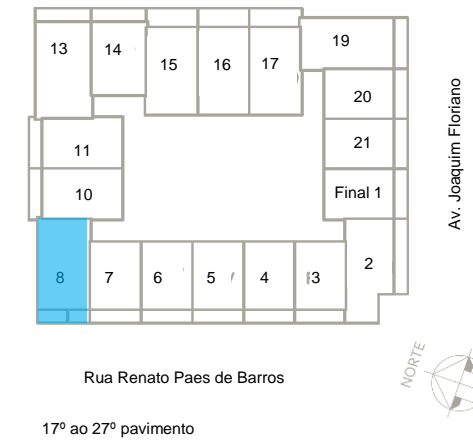 13 14 15 16 17 19
20
21
11
10
Final 1
8 7 6 5 4 3 2
Av. Joaquim Floriano
NORTE
Rua Renato Paes de Barros
17º ao 27º pavimento